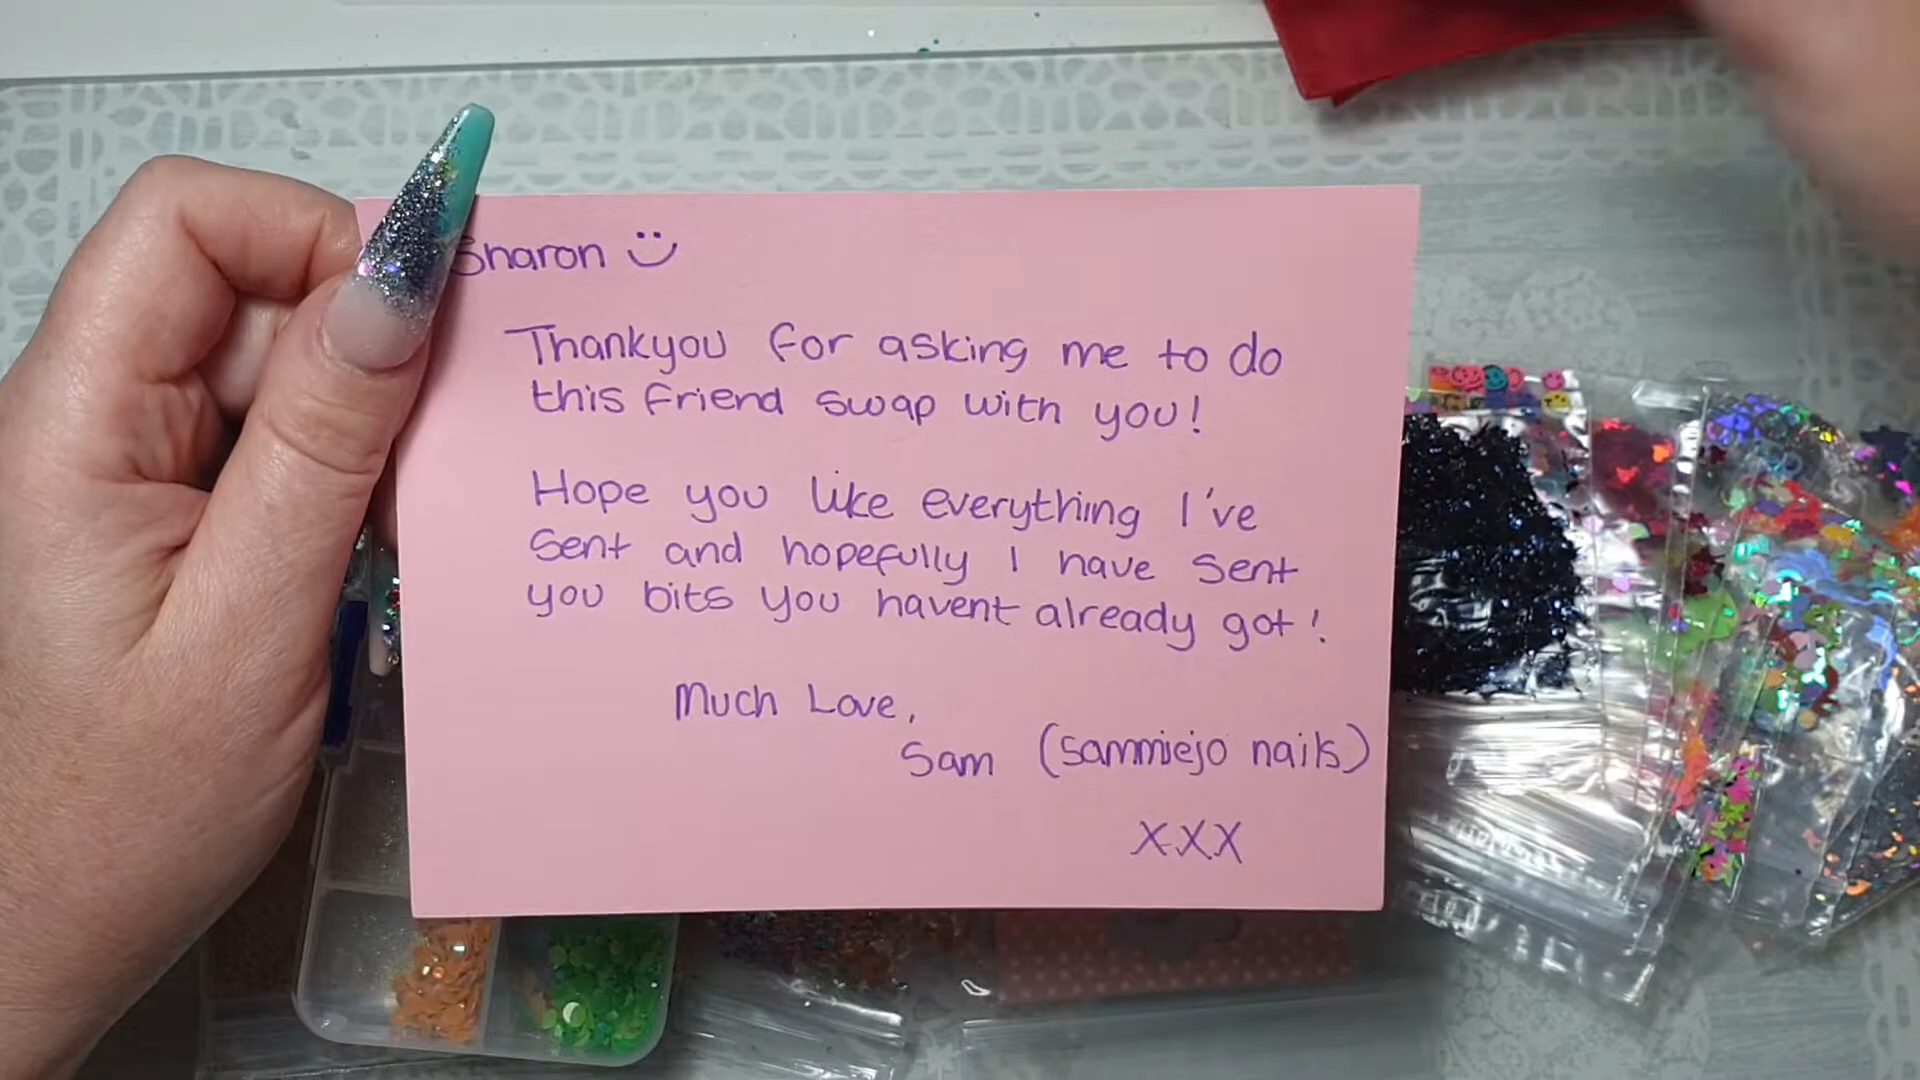 Sharon
Thankyou for asking me to do
this friend swap with you!
Hope you like everything I've
sent and hopefully I have sent
you bits you havent already got!
Much Love,
Sam (sammiejo nails)
xxx